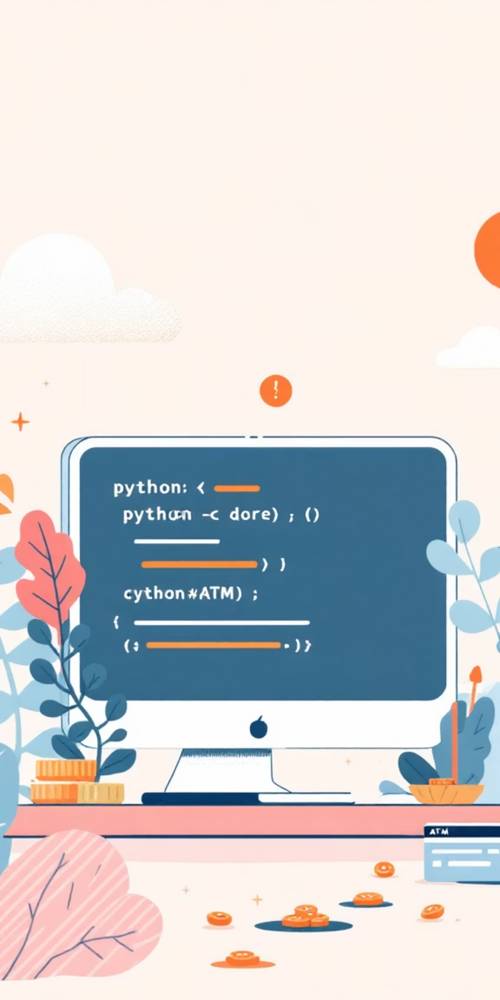 !
python: <
python -c dore) ; ()
) }
cython*ATM) ;
{
(: .)}
ATM